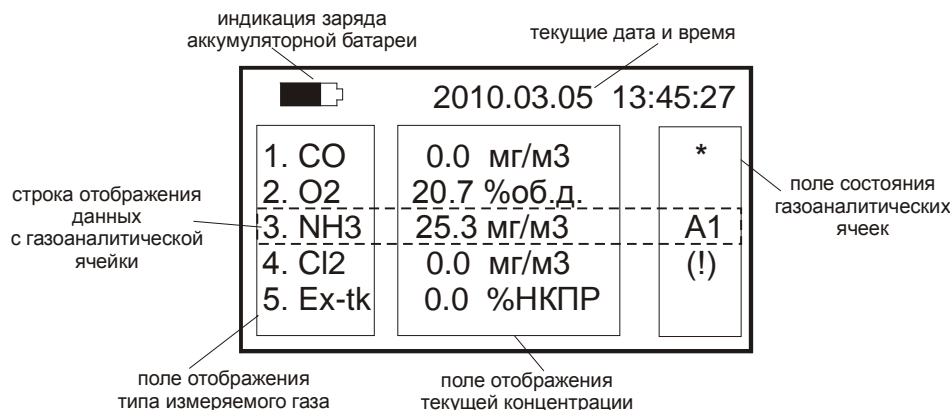 индикация заряда
аккумуляторной батареи
текущие дата и время
2010.03.05 13:45:27
1. CO 0.0 мг/м3 *
2. O2 20.7 %об.д.
3. NH3 25.3 мг/м3 А1
4. Cl2 0.0 мг/м3 (!)
5. Ex-tk 0.0 %НКПР
строка отображения
данных
с газоаналитической
ячейки
поле состояния
газоаналитических
ячеек
поле отображения
типа измеряемого газа
поле отображения
текущей концентрации